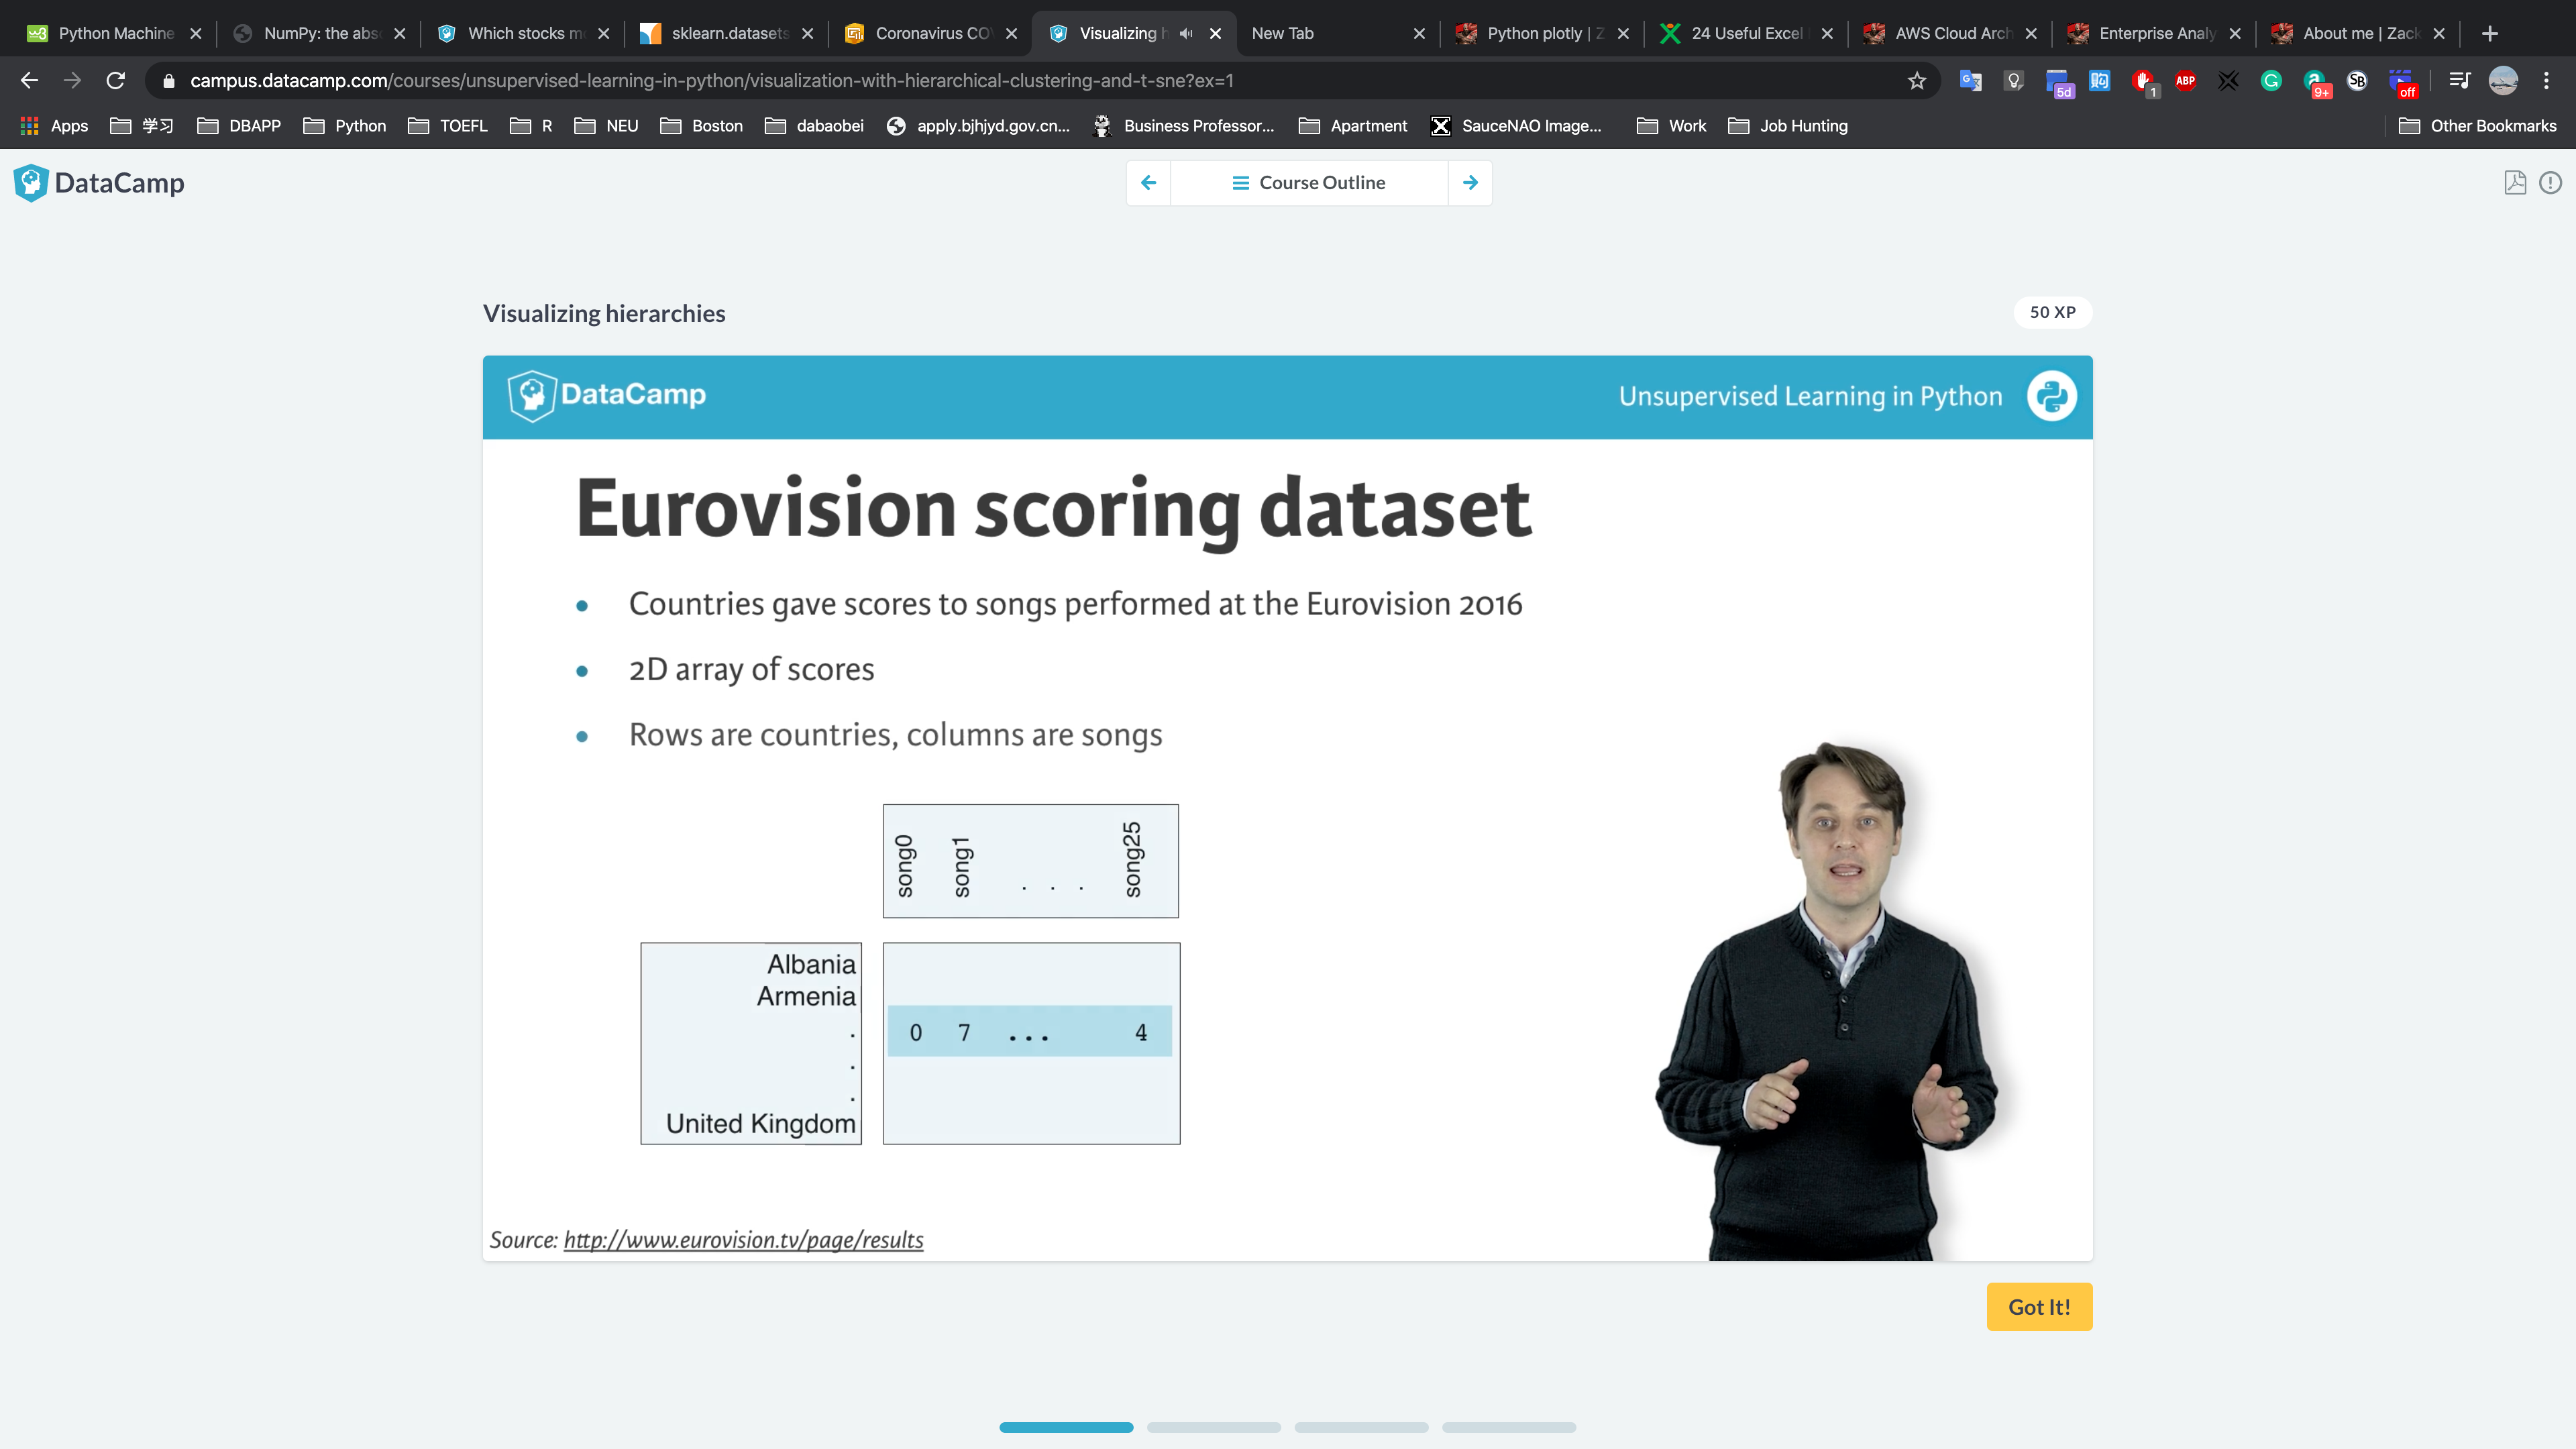 Python Machine
NumPy: the abs
Which stocks m
sklearn.datasets
Coronavirus CO
Visualizing h
New Tab
Python plotly | Z
24 Useful Excel
AWS Cloud Arch
Enterprise Analy
About me | Zack
campus.datacamp.com/courses/unsupervised-learning-in-python/visualization-with-hierarchical-clustering-and-t-sne?ex=1
5d
1
ABP
9+
SB
off
Apps
学习
DBAPP
Python
TOEFL
R
NEU
Boston
dabaobei
apply.bjhjyd.gov.cn...
Business Professor...
Apartment
SauceNAO Image...
Work
Job Hunting
Other Bookmarks
DataCamp
Course Outline
Visualizing hierarchies
50 XP
DataCamp
Unsupervised Learning in Python
Eurovision scoring dataset
• Countries gave scores to songs performed at the Eurovision 2016
• 2D array of scores
• Rows are countries, columns are songs
song0 song1 . . . song25
Albania
Armenia
.
0 7 ... 4
.
.
United Kingdom
Source: http://www.eurovision.tv/page/results
Got It!